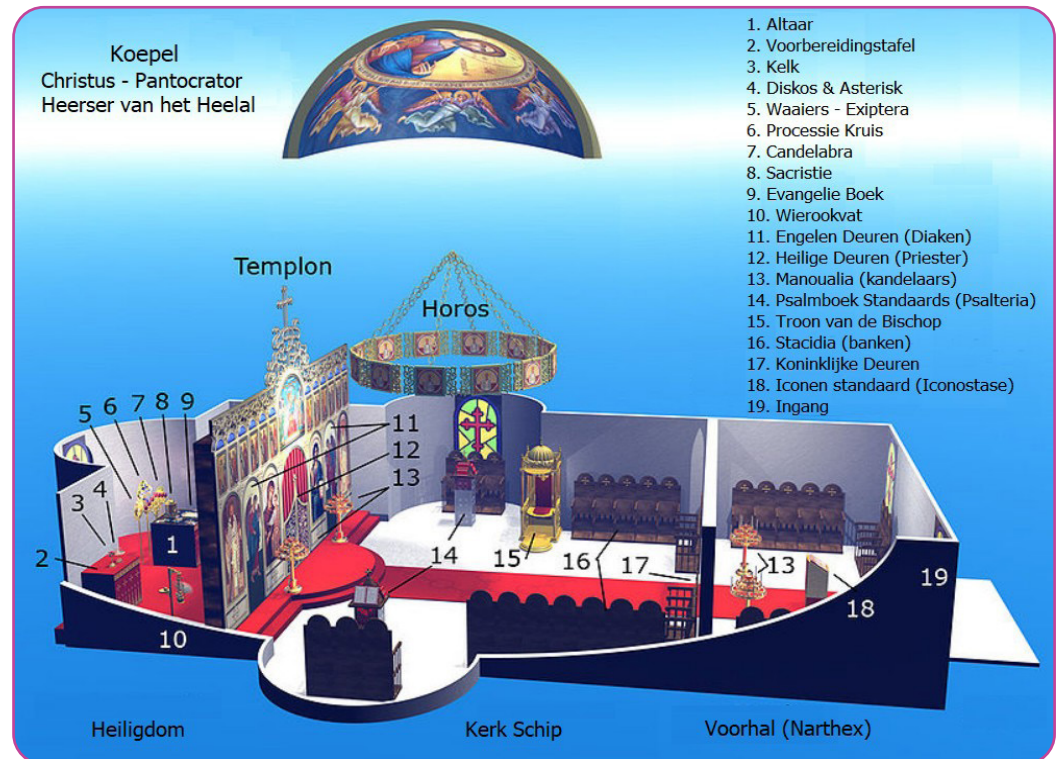 Koepel
Christus - Pantocrator
Heerser van het Heelal
1. Altaar
2. Voorbereidingstafel
3. Kelk
4. Diskos & Asterisk
5. Waaiers - Exiptera
6. Processie Kruis
7. Candelabra
8. Sacristie
9. Evangelie Boek
10. Wierookvat
11. Engelen Deuren (Diaken)
12. Heilige Deuren (Priester)
13. Manoualia (kandelaars)
14. Psalmboek Standaards (Psalteria)
15. Troon van de Bischop
16. Stacidia (banken)
17. Koninklijke Deuren
18. Iconen standaard (Iconostase)
19. Ingang
Templon
Horos
5 6 7 8 9
11
12
13
3 4
2
1
14
15
16
17
13
18
19
10
Heiligdom
Kerk Schip
Voorhal (Narthex)